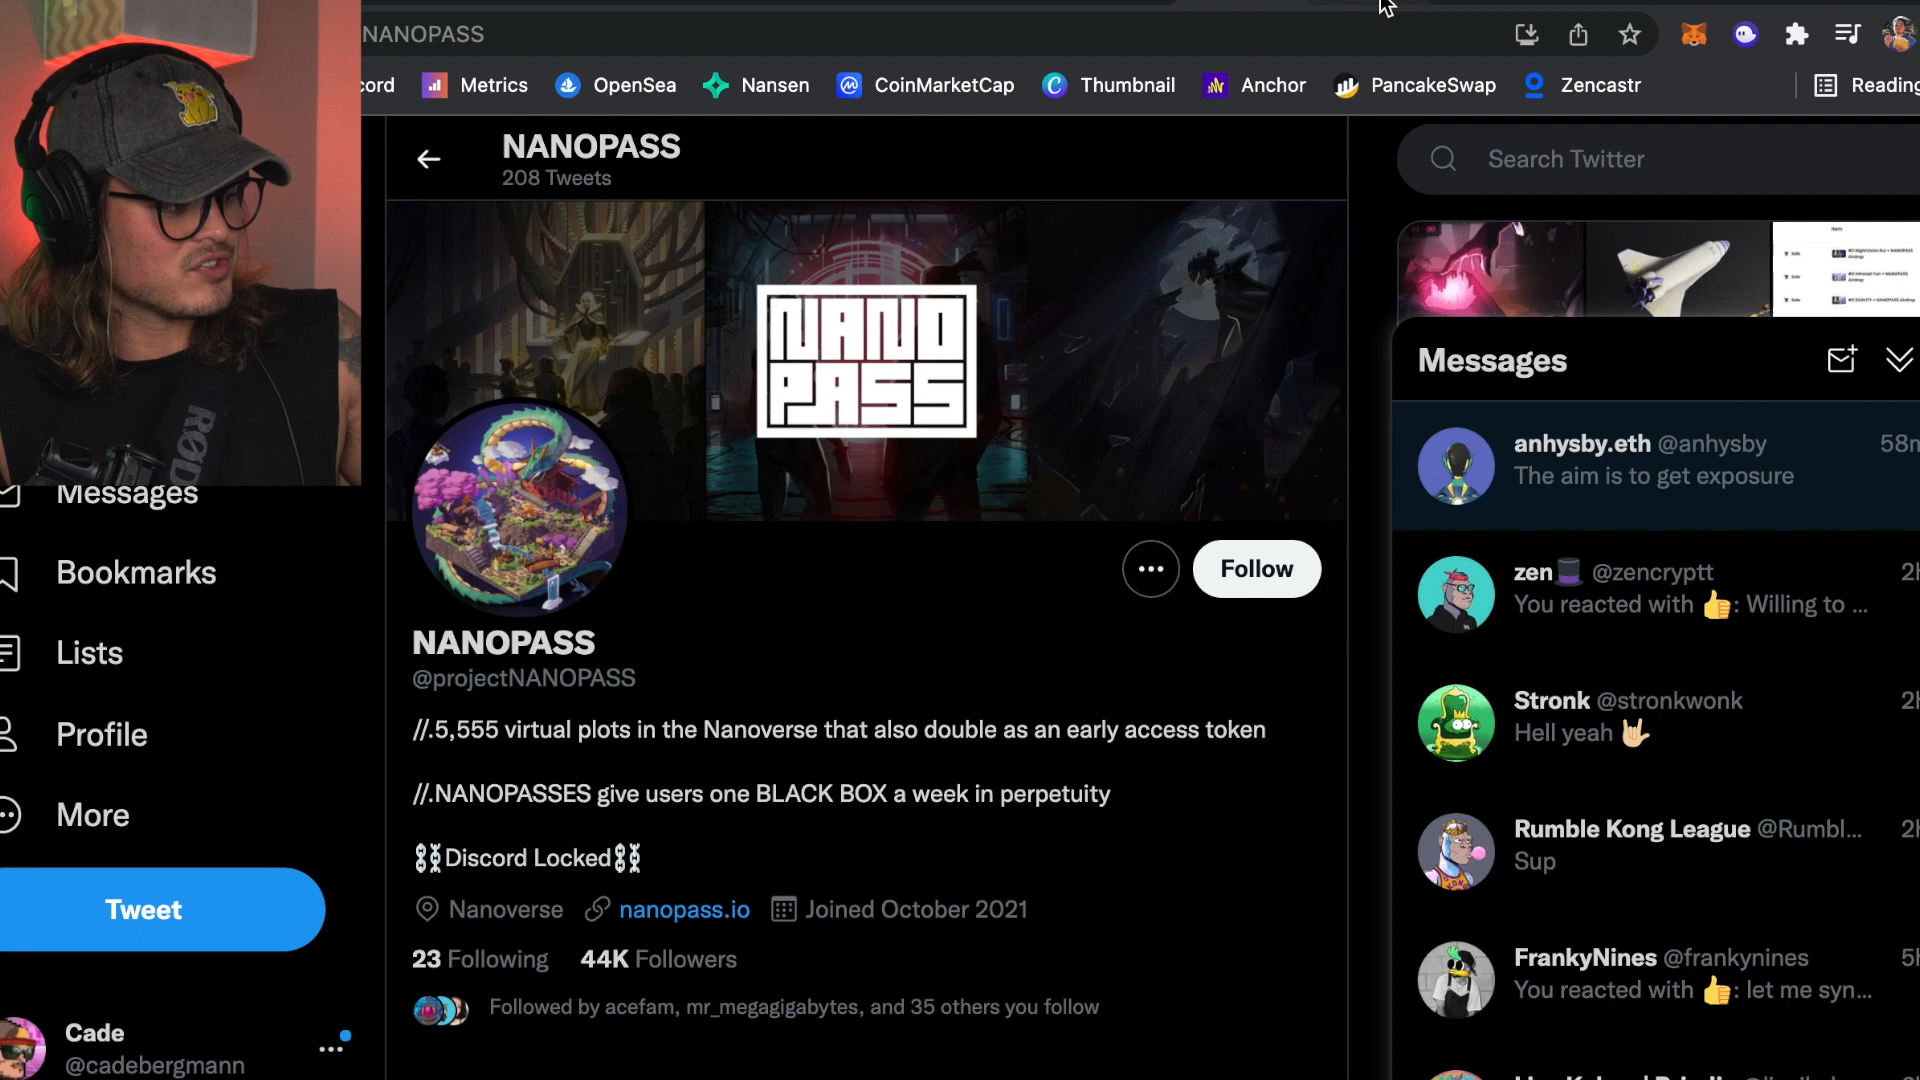 NANOPASS
cord
Metrics
OpenSea
Nansen
CoinMarketCap
Thumbnail
Anchor
PancakeSwap
Zencastr
Reading
NANOPASS
208 Tweets
Search Twitter
NANO
PASS
RØDE
Messages
Bookmarks
Lists
Profile
More
Tweet
Cade
@cadebergmann
Follow
NANOPASS
@projectNANOPASS
//.5,555 virtual plots in the Nanoverse that also double as an early access token
//.NANOPASSES give users one BLACK BOX a week in perpetuity
⛓⛓Discord Locked⛓⛓
Nanoverse nanopass.io Joined October 2021
23 Following 44K Followers
Followed by acefam, mr_megagigabytes, and 35 others you follow
Messages
anhysby.eth @anhysby 58m
The aim is to get exposure
zen🎩 @zencryptt 2h
You reacted with 👍: Willing to ...
Stronk @stronkwonk 2h
Hell yeah 🤟🏼
Rumble Kong League @Rumbl... 2h
Sup
FrankyNines @frankynines 5h
You reacted with 👍: let me syn...